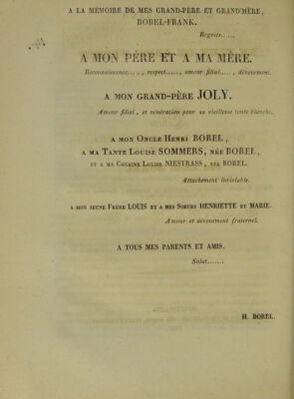 A LA MÉMOIRE DE MES GRAND-PÈRE ET GRAND'MÈRE,
BOREL-FRANK.
Regrets.....
A MON PÈRE ET A MA MÈRE.
Reconnaissance...., respect...., amour filial...., dévouement.
A MON GRAND-PÈRE JOLY.
Amour filial, et vénération pour sa vieillesse toute blanche.
A MON ONCLE HENRI BOREL,
A MA TANTE LOUISE SOMMERS, NÉE BOREL,
ET A MA COUSINE LOUISE NIESTRASS, NÉE BOREL.
Attachement inviolable.
A MON JEUNE FRÈRE LOUIS ET A MES SŒURS HENRIETTE ET MARIE.
Amour et dévouement fraternel.
A TOUS MES PARENTS ET AMIS.
Salut.......
H. BOREL.